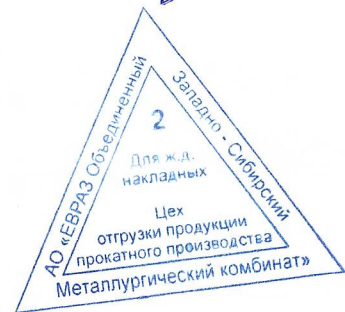 АО «ЕВРАЗ Объединенный
Западно - Сибирский
Металлургический комбинат»
2
Для ж.д.
накладных
Цех
отгрузки продукции
прокатного производства